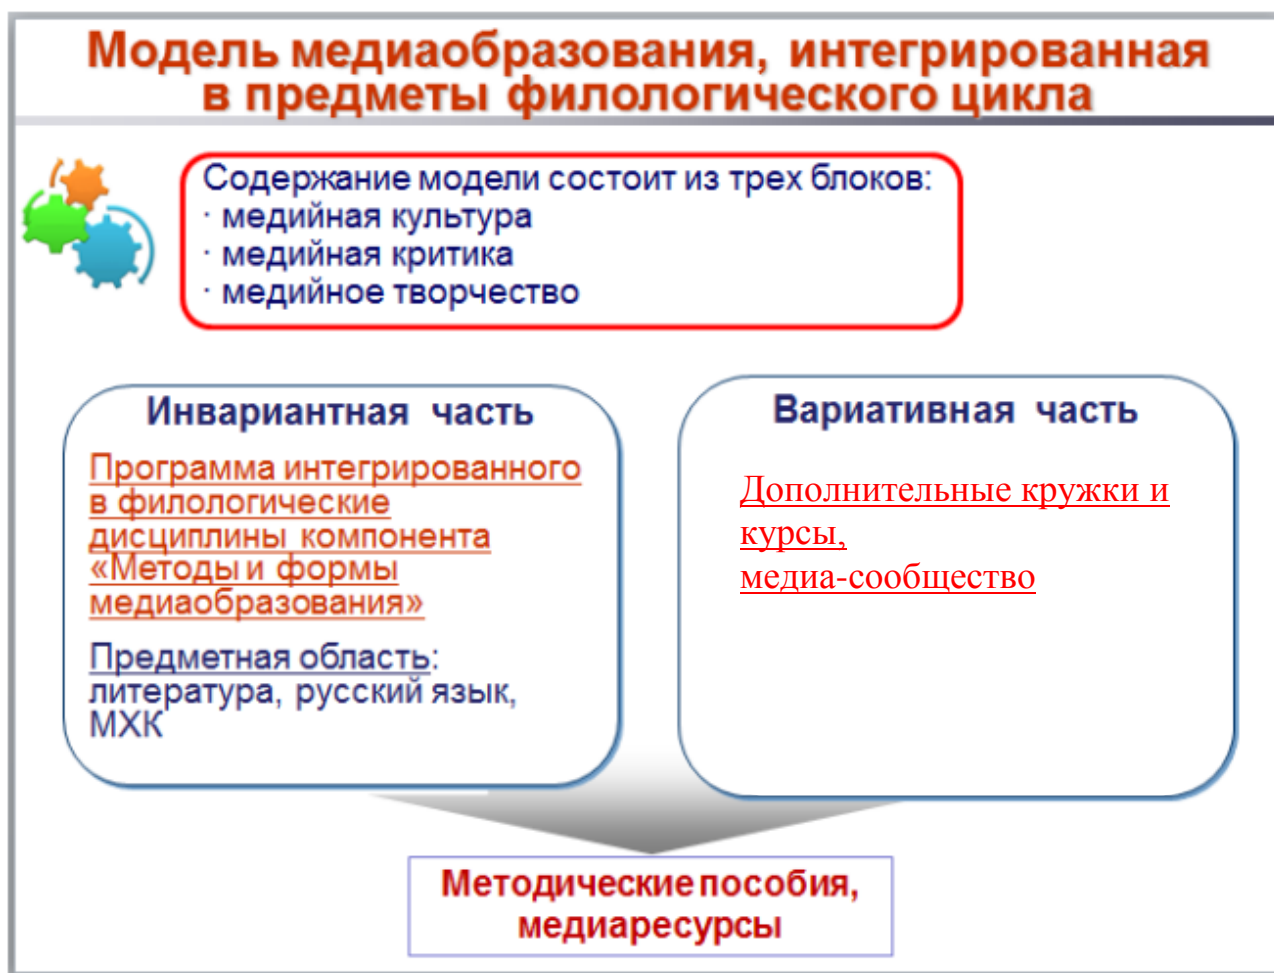 Модель медиаобразования, интегрированная
в предметы филологического цикла
Содержание модели состоит из трех блоков:
· медийная культура
· медийная критика
· медийное творчество
Инвариантная часть
Программа интегрированного
в филологические
дисциплины компонента
«Методы и формы
медиаобразования»
Предметная область:
литература, русский язык,
МХК
Вариативная часть
Дополнительные кружки и
курсы,
медиа-сообщество
Методические пособия,
медиаресурсы